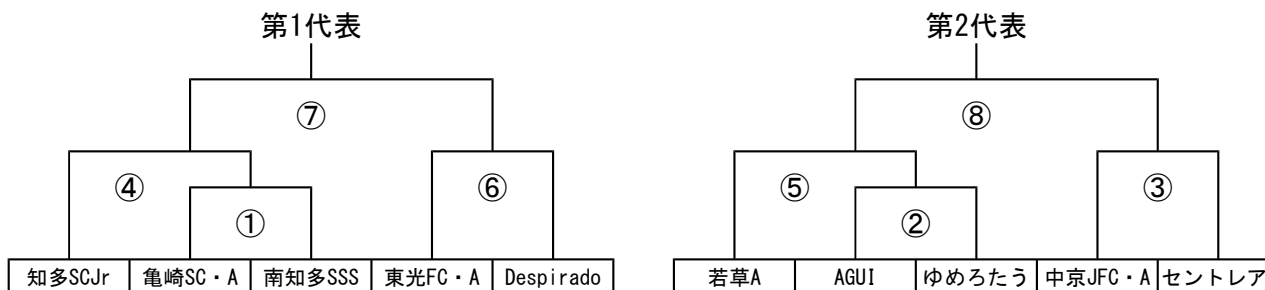 第1代表
第2代表
⑦
⑧
④
⑥
⑤
③
①
②
知多SCJr 亀崎SC・A 南知多SSS 東光FC・A Despirado
若草A AGUI ゆめろたう 中京JFC・A セントレア